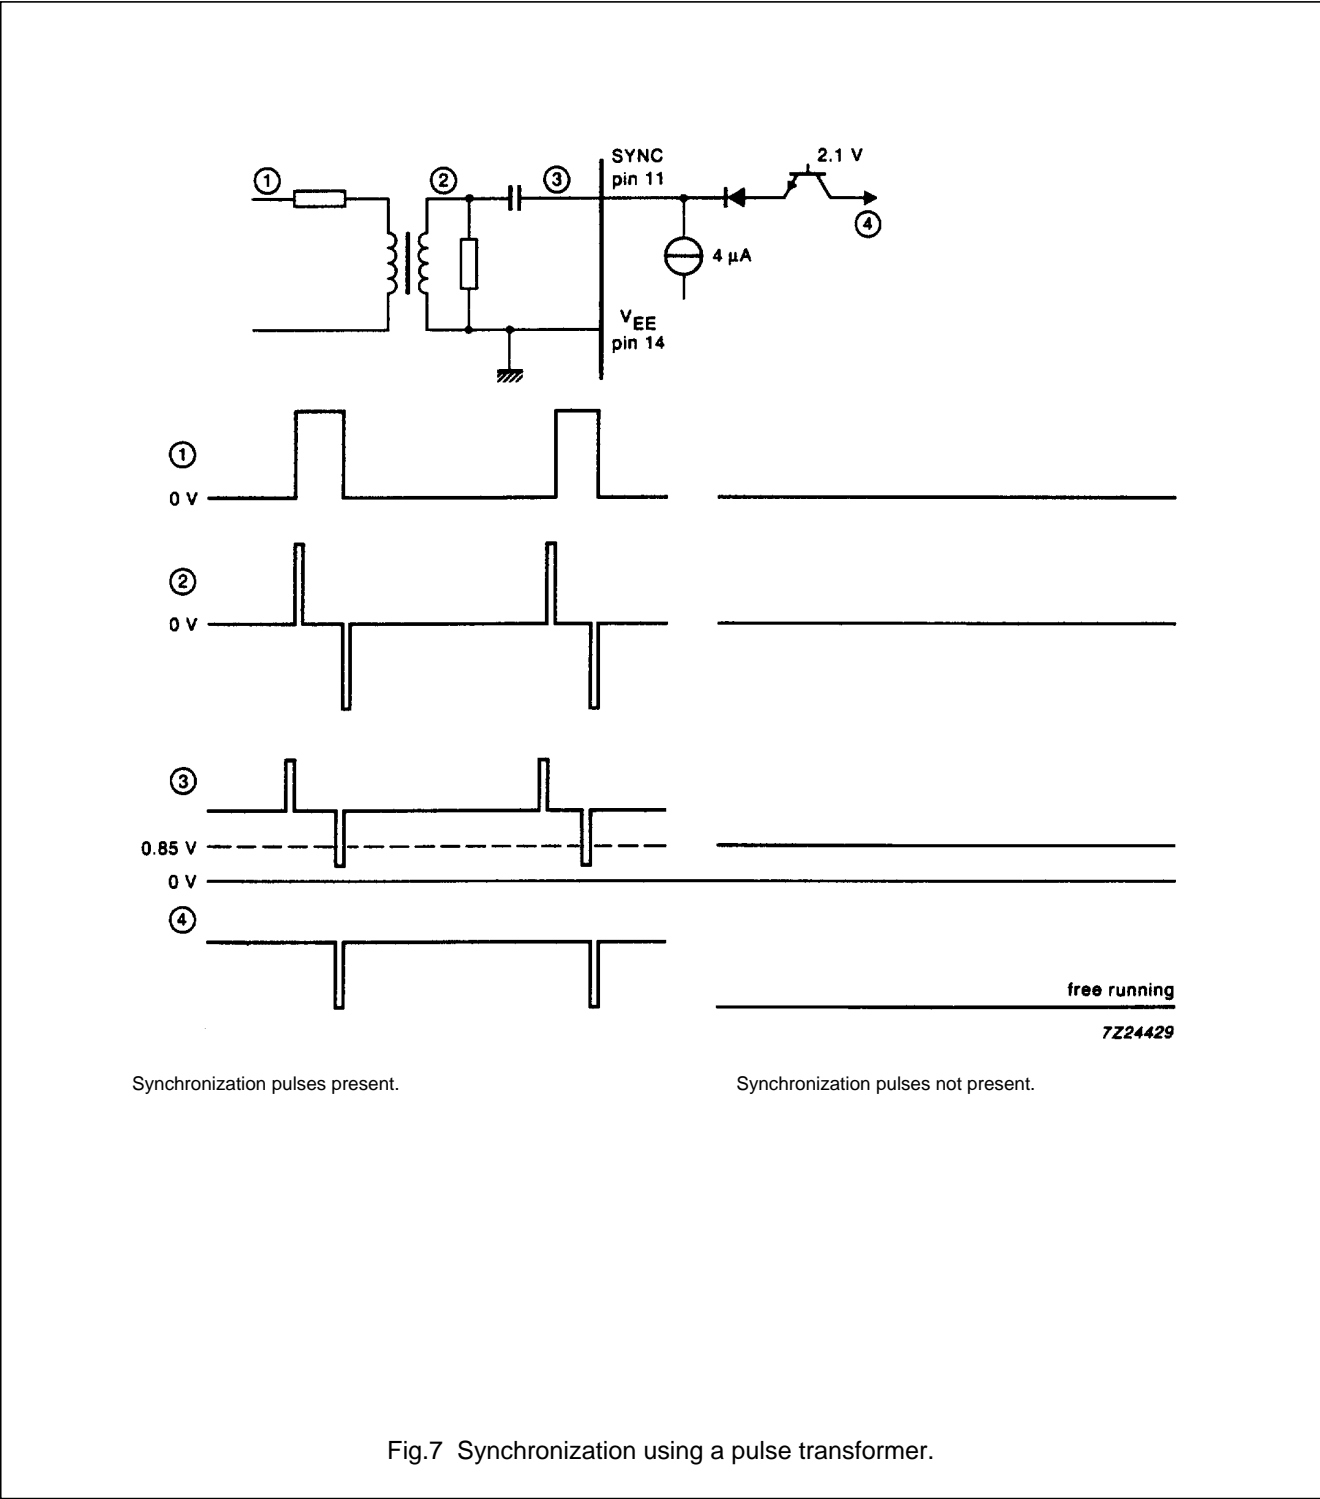 SYNC
pin 11
2.1 V
1
2
3
4
4 µA
VEE
pin 14
1
0 V
2
0 V
3
0.85 V
0 V
4
free running
7Z24429
Synchronization pulses present.
Synchronization pulses not present.
Fig.7 Synchronization using a pulse transformer.